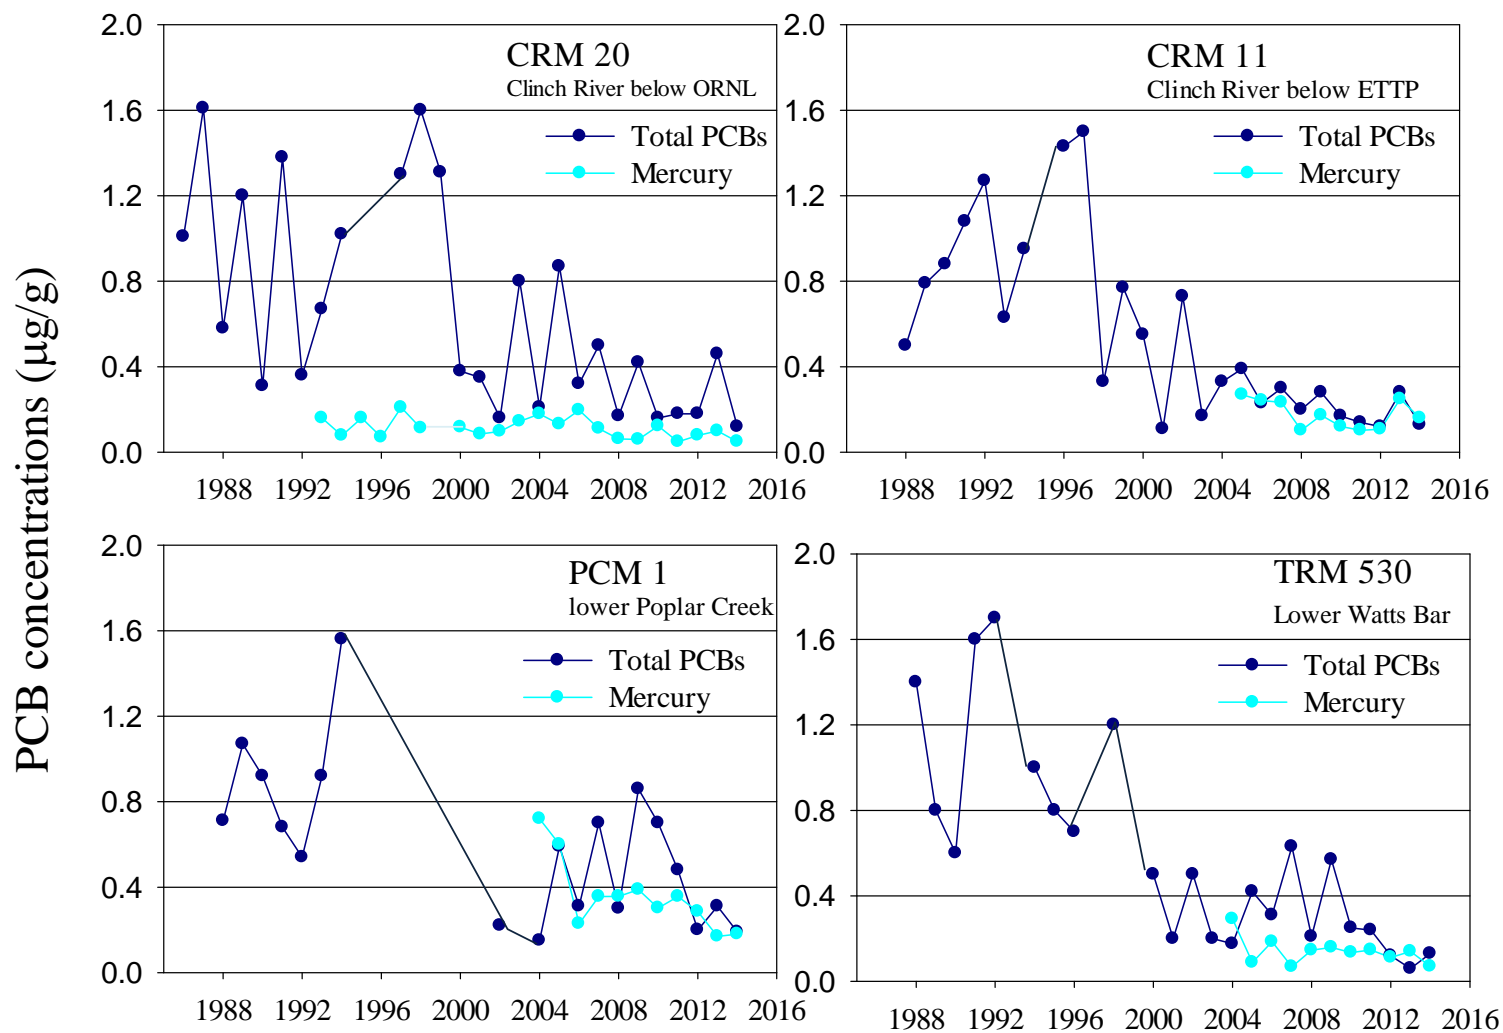 PCB concentrations (µg/g)
2.0
1.6
1.2
0.8
0.4
0.0
CRM 20
Clinch River below ORNL
Total PCBs
Mercury
1988 1992 1996 2000 2004 2008 2012 2016
2.0
1.6
1.2
0.8
0.4
0.0
CRM 11
Clinch River below ETTP
Total PCBs
Mercury
1988 1992 1996 2000 2004 2008 2012 2016
2.0
1.6
1.2
0.8
0.4
0.0
PCM 1
lower Poplar Creek
Total PCBs
Mercury
1988 1992 1996 2000 2004 2008 2012 2016
2.0
1.6
1.2
0.8
0.4
0.0
TRM 530
Lower Watts Bar
Total PCBs
Mercury
1988 1992 1996 2000 2004 2008 2012 2016